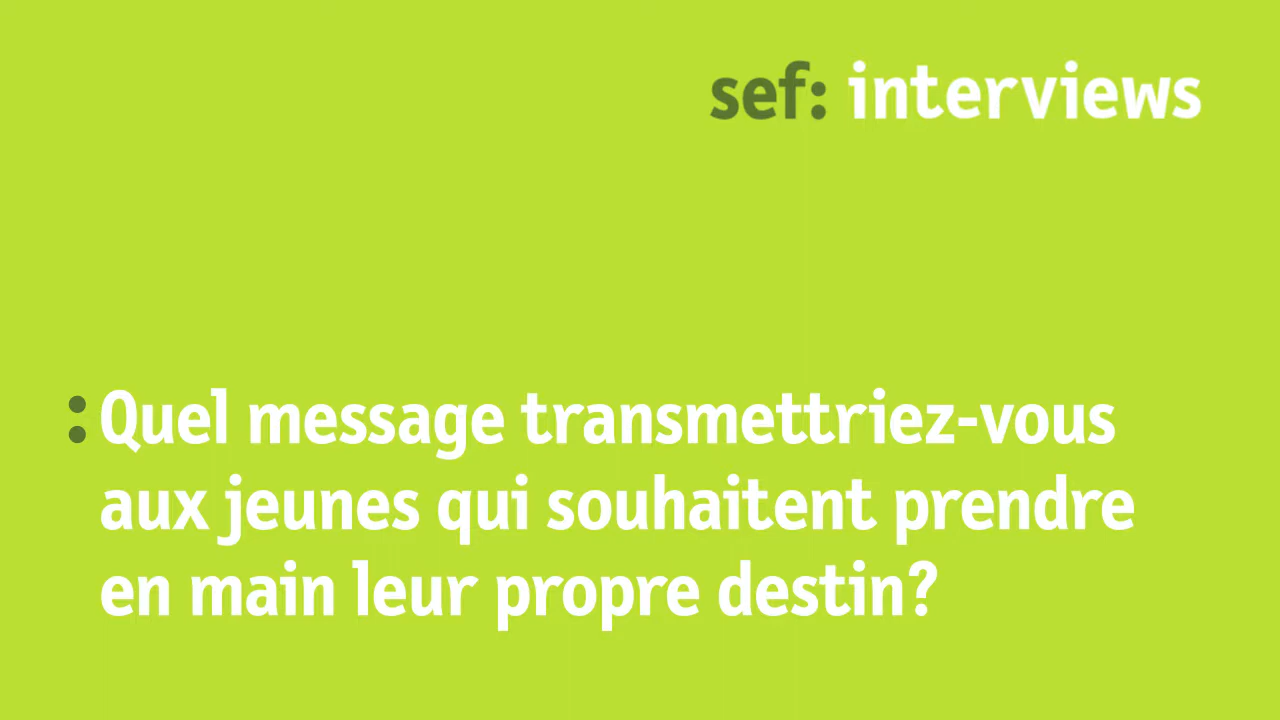 sef: interviews
: Quel message transmettriez-vous
aux jeunes qui souhaitent prendre
en main leur propre destin?